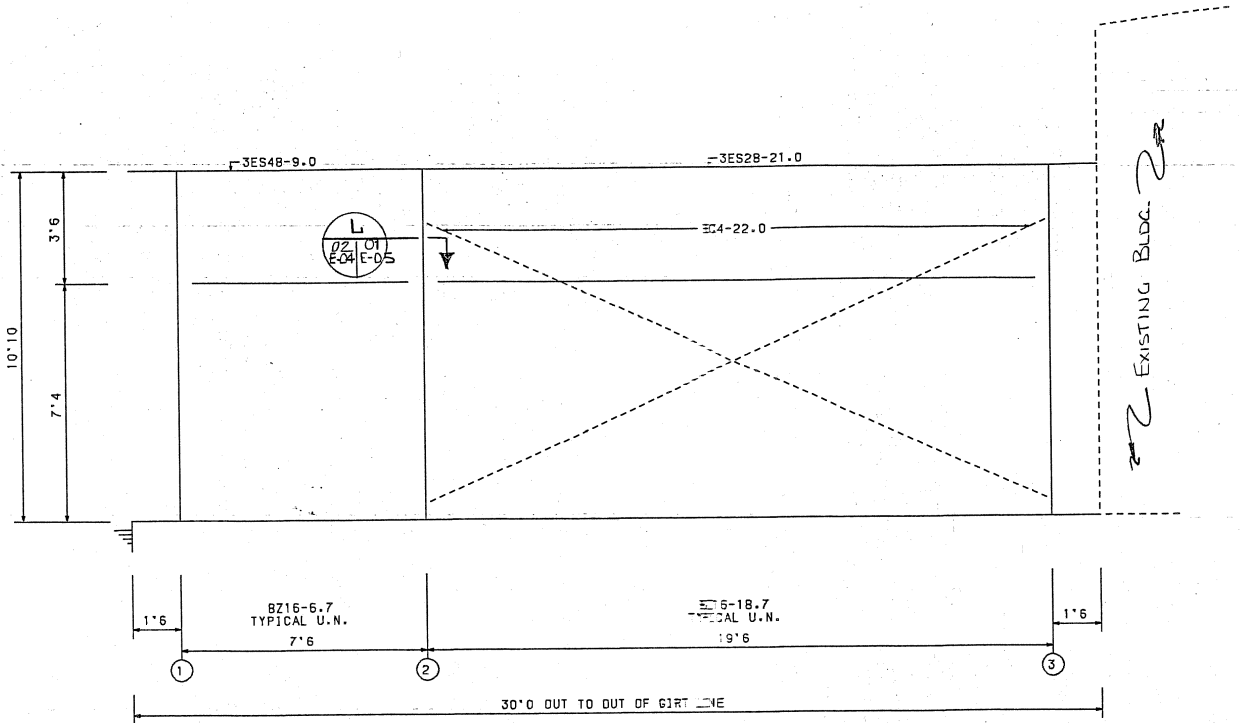 3ES48-9.0
3ES28-21.0
L
02 01
E-04 E-05
-22.0
3'6
7'4
10'10
EXISTING BLDG.
BZ16-6.7
TYPICAL U.N.
7'6
-18.7
U.N.
19'6
1'6
1'6
1
2
3
30'0 OUT TO OUT OF GIRT